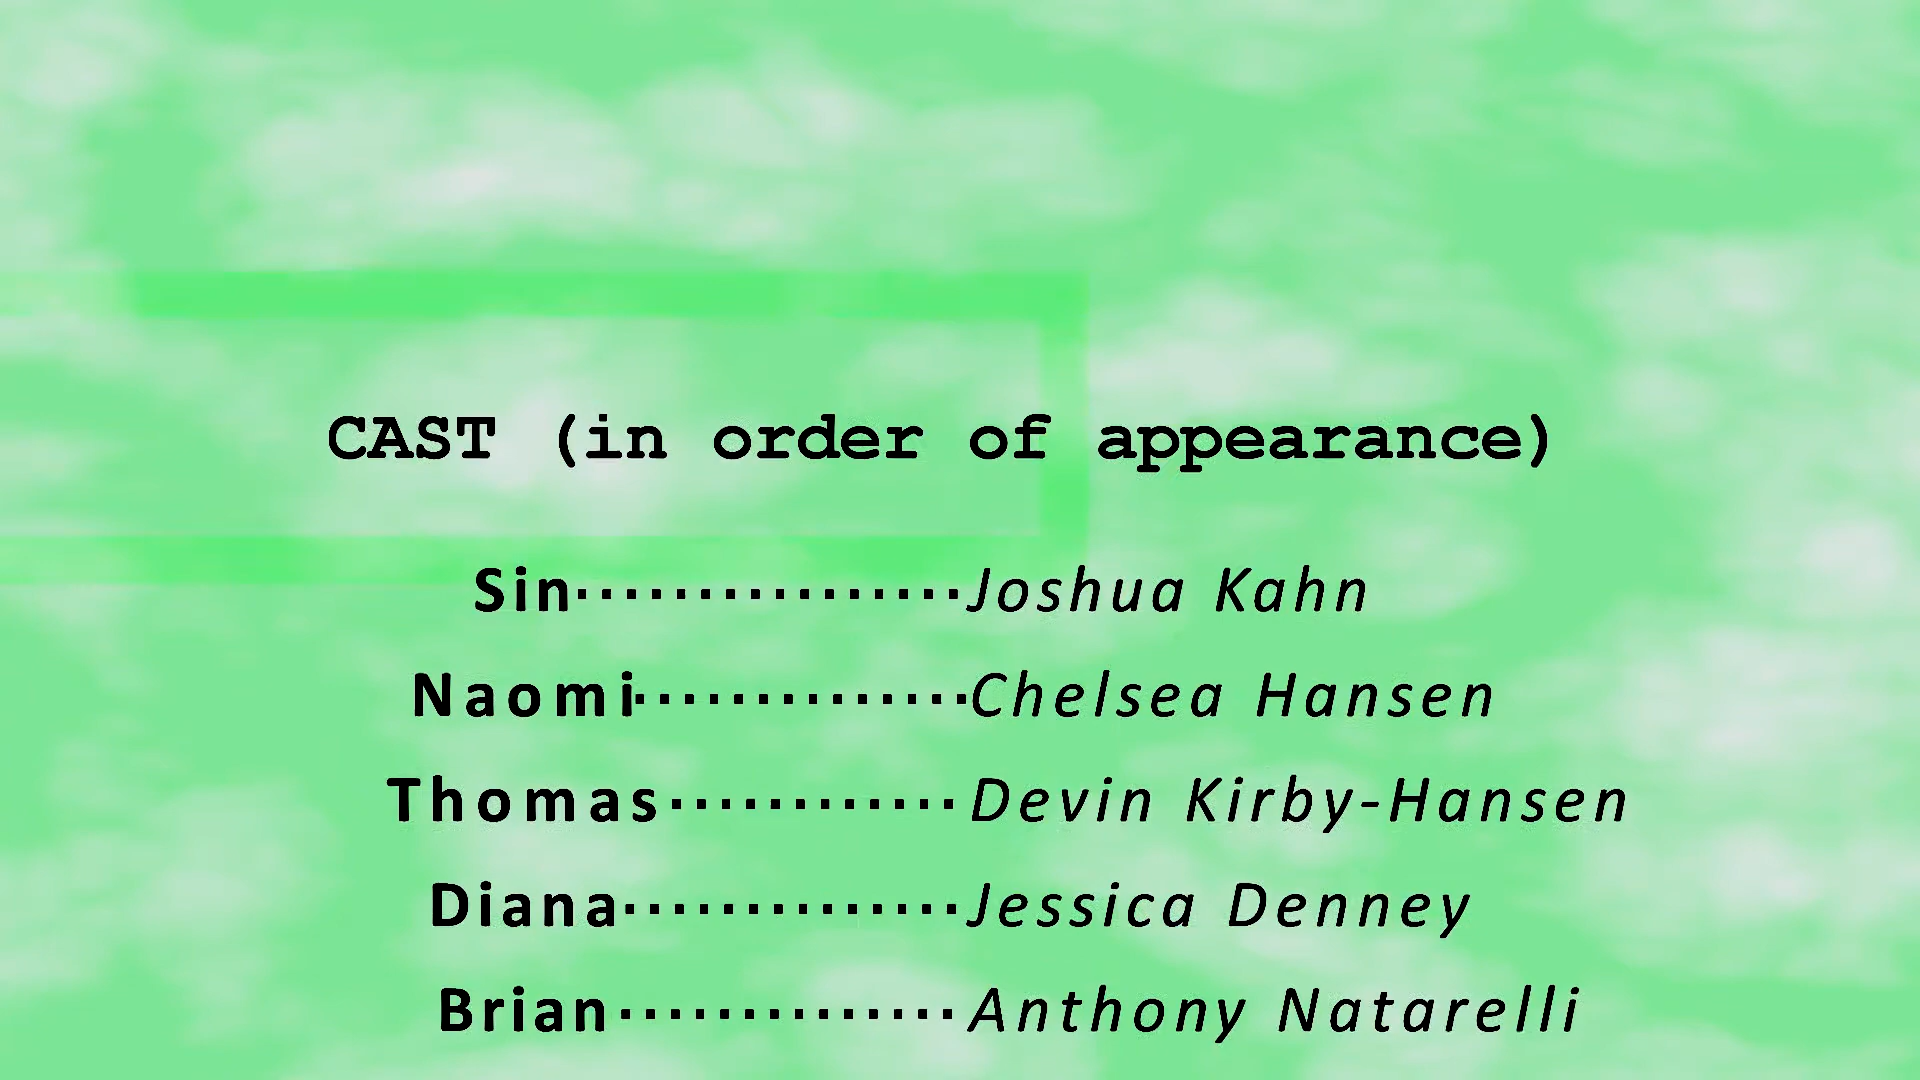 CAST (in order of appearance)
Sin················Joshua Kahn
Naomi··············Chelsea Hansen
Thomas············Devin Kirby-Hansen
Diana··············Jessica Denney
Brian··············Anthony Natarelli